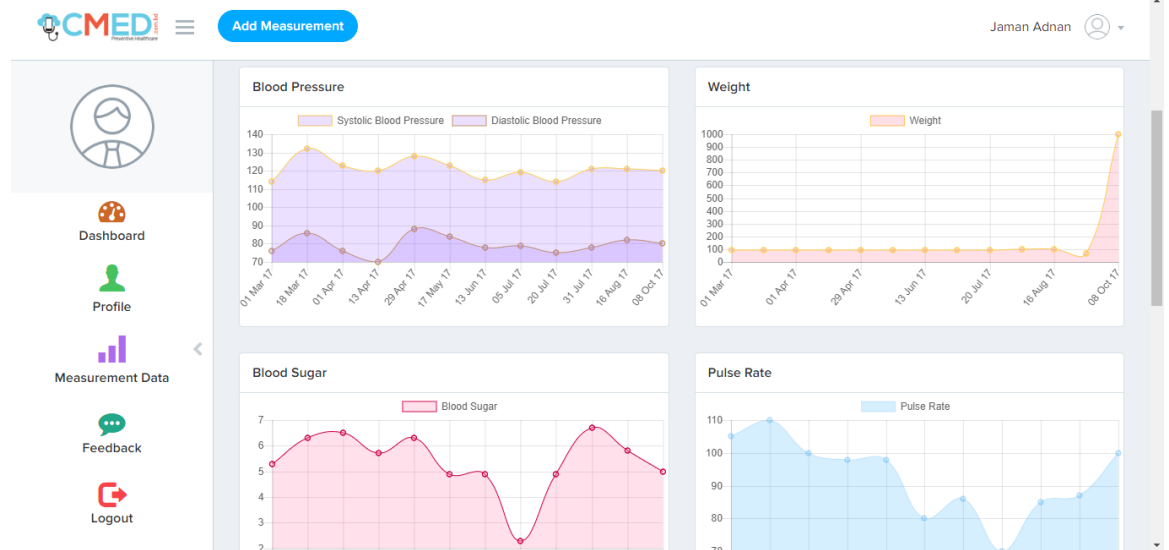 CMED.com.bd
Preventive Healthcare
Add Measurement
Jaman Adnan
Dashboard
Profile
Measurement Data
Feedback
Logout
Blood Pressure
Systolic Blood Pressure Diastolic Blood Pressure
140
130
120
110
100
90
80
70
01 Mar 17 18 Mar 17 01 Apr 17 13 Apr 17 29 Apr 17 17 May 17 13 Jun 17 05 Jul 17 20 Jul 17 31 Jul 17 16 Aug 17 08 Oct 17
Weight
Weight
1000
900
800
700
600
500
400
300
200
100
0
01 Mar 17 01 Apr 17 29 Apr 17 13 Jun 17 20 Jul 17 16 Aug 17 08 Oct 17
Blood Sugar
Blood Sugar
7
6
5
4
3
2
Pulse Rate
Pulse Rate
110
100
90
80
70